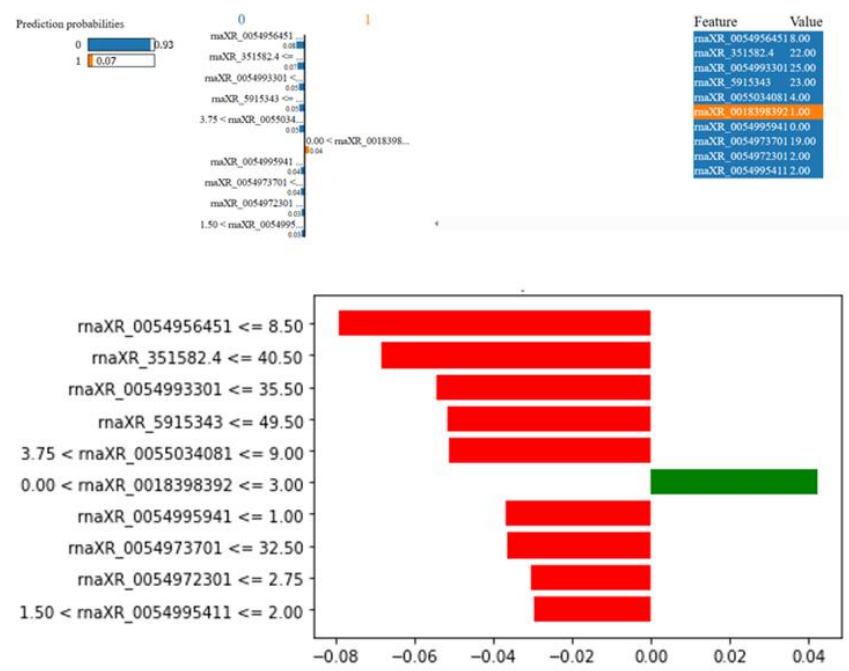 Prediction probabilities
0 0.93
1 0.07
0 1
rnaXR_0054956451 ...
0.08
rnaXR_351582.4 <= ...
0.07
rnaXR_0054993301 <...
0.05
rnaXR_5915343 <= ...
0.05
3.75 < rnaXR_0055034...
0.05
0.00 < rnaXR_0018398...
0.04
rnaXR_0054995941 ...
0.04
rnaXR_0054973701 <...
0.04
rnaXR_0054972301 ...
0.03
1.50 < rnaXR_0054995...
0.03
Feature Value
rnaXR_0054956451 8.00
rnaXR_351582.4 22.00
rnaXR_0054993301 25.00
rnaXR_5915343 23.00
rnaXR_0055034081 4.00
rnaXR_0018398392 1.00
rnaXR_0054995941 0.00
rnaXR_0054973701 19.00
rnaXR_0054972301 2.00
rnaXR_0054995411 2.00
rnaXR_0054956451 <= 8.50
rnaXR_351582.4 <= 40.50
rnaXR_0054993301 <= 35.50
rnaXR_5915343 <= 49.50
3.75 < rnaXR_0055034081 <= 9.00
0.00 < rnaXR_0018398392 <= 3.00
rnaXR_0054995941 <= 1.00
rnaXR_0054973701 <= 32.50
rnaXR_0054972301 <= 2.75
1.50 < rnaXR_0054995411 <= 2.00
−0.08 −0.06 −0.04 −0.02 0.00 0.02 0.04